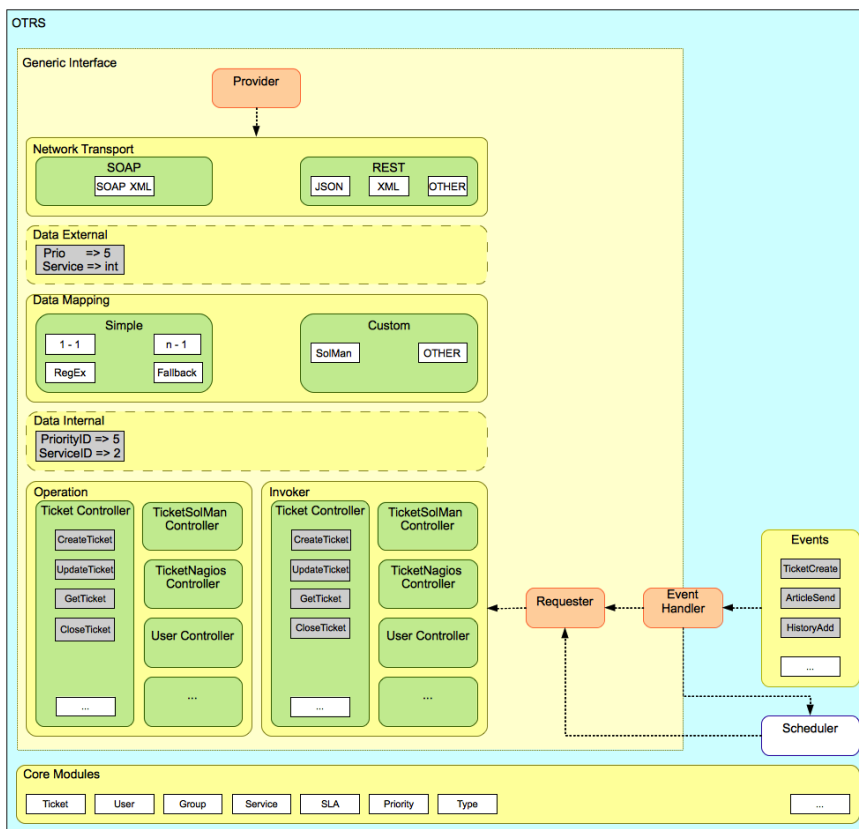 OTRS
Generic Interface
Provider
Network Transport
SOAP
SOAP XML
REST
JSON
XML
OTHER
Data External
Prio => 5
Service => int
Data Mapping
Simple
1 - 1
n - 1
RegEx
Fallback
Custom
SolMan
OTHER
Data Internal
PriorityID => 5
ServiceID => 2
Operation
Ticket Controller
CreateTicket
UpdateTicket
GetTicket
CloseTicket
...
TicketSolMan
Controller
TicketNagios
Controller
User Controller
...
Invoker
Ticket Controller
CreateTicket
UpdateTicket
GetTicket
CloseTicket
...
TicketSolMan
Controller
TicketNagios
Controller
User Controller
...
Requester
Event
Handler
Events
TicketCreate
ArticleSend
HistoryAdd
...
Scheduler
Core Modules
Ticket
User
Group
Service
SLA
Priority
Type
...